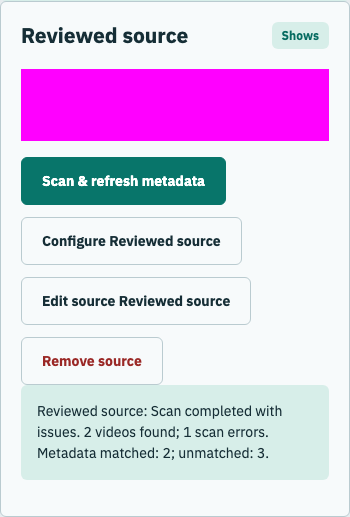 Reviewed source
Shows
Scan & refresh metadata
Configure Reviewed source
Edit source Reviewed source
Remove source
Reviewed source: Scan completed with
issues. 2 videos found; 1 scan errors.
Metadata matched: 2; unmatched: 3.